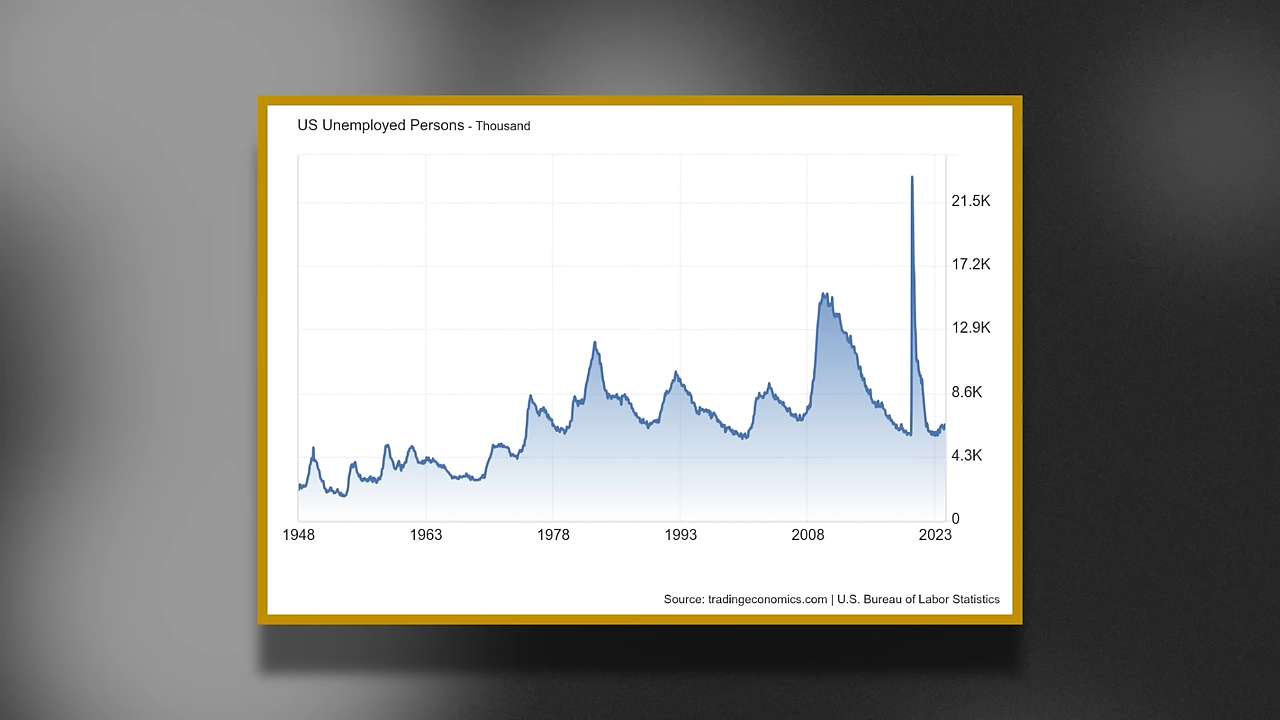 US Unemployed Persons - Thousand
21.5K
17.2K
12.9K
8.6K
4.3K
0
1948 1963 1978 1993 2008 2023
Source: tradingeconomics.com | U.S. Bureau of Labor Statistics